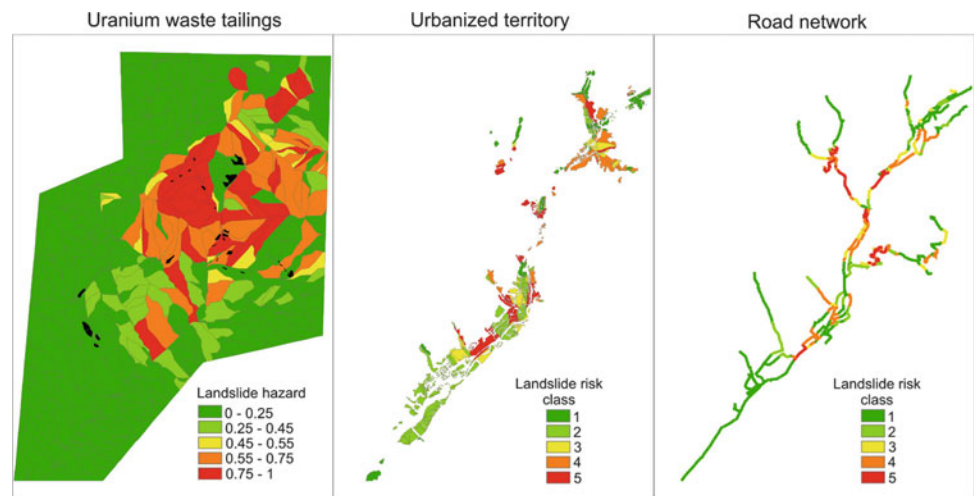 Uranium waste tailings
Urbanized territory
Road network
Landslide hazard
0 - 0.25
0.25 - 0.45
0.45 - 0.55
0.55 - 0.75
0.75 - 1
Landslide risk
class
1
2
3
4
5
Landslide risk
class
1
2
3
4
5